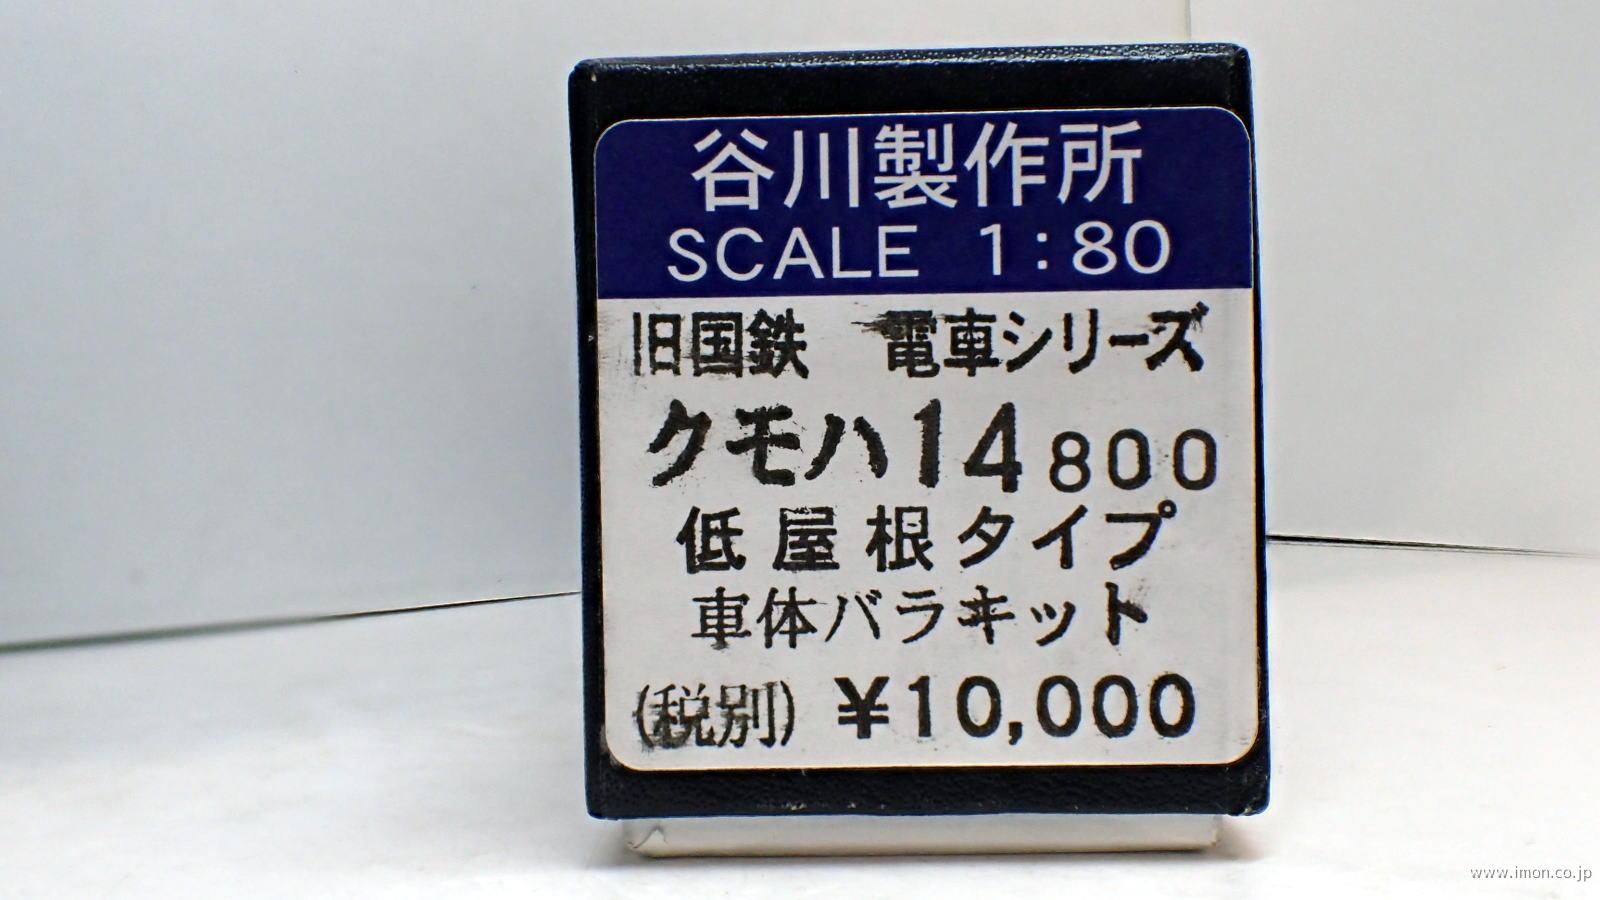 谷川製作所
SCALE 1:80
旧国鉄 電車シリーズ
クモハ14 800
低屋根タイプ
車体バラキット
(税別) ¥10,000
www.imon.co.jp